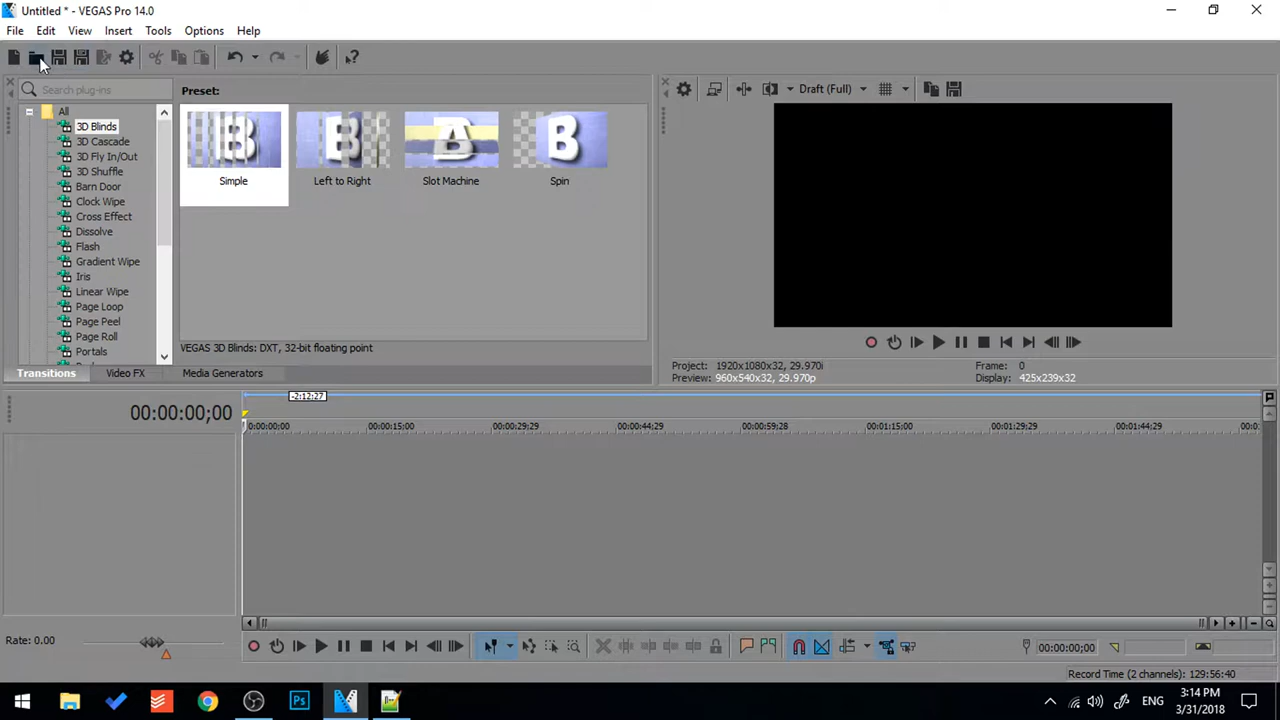 Untitled * - VEGAS Pro 14.0
File Edit View Insert Tools Options Help
Search plug-ins
Preset:
Draft (Full)
All
3D Blinds
3D Cascade
3D Fly In/Out
3D Shuffle
Barn Door
Clock Wipe
Cross Effect
Dissolve
Flash
Gradient Wipe
Iris
Linear Wipe
Page Loop
Page Peel
Page Roll
Portals
Simple
Left to Right
Slot Machine
Spin
VEGAS 3D Blinds: DXT, 32-bit floating point
Transitions Video FX Media Generators
Project: 1920x1080x32, 29.970i
Preview: 960x540x32, 29.970p
Frame: 0
Display: 425x239x32
-2:12:27
00:00:00;00
0:00:00:00 00:00:15:00 00:00:29:29 00:00:44:29 00:00:59:28 00:01:15:00 00:01:29:29 00:01:44:29 00:0
Rate: 0.00
00:00:00;00
Record Time (2 channels): 129:56:40
Ps
ENG
3:14 PM
3/31/2018